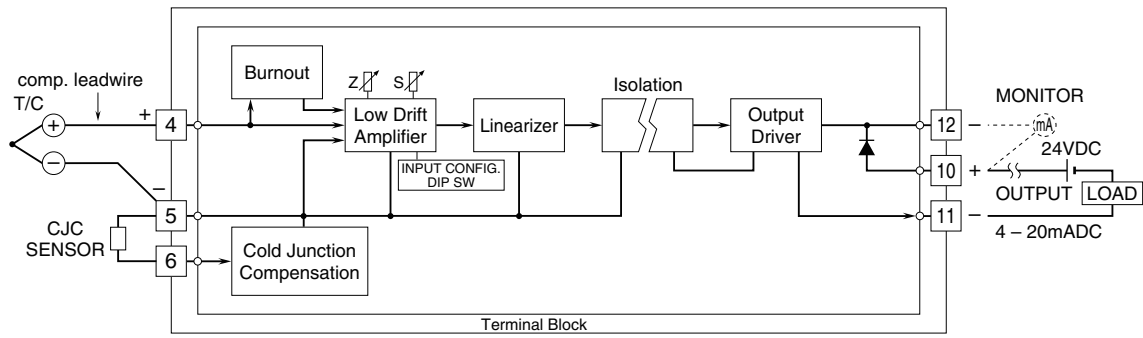 comp. leadwire
T/C
+
−
+
−
4
5
6
CJC
SENSOR
Burnout
Z
S
Low Drift
Amplifier
INPUT CONFIG.
DIP SW
Cold Junction
Compensation
Linearizer
Isolation
Output
Driver
12
10
11
−
+
−
MONITOR
mA
24VDC
OUTPUT
LOAD
4 – 20mADC
Terminal Block